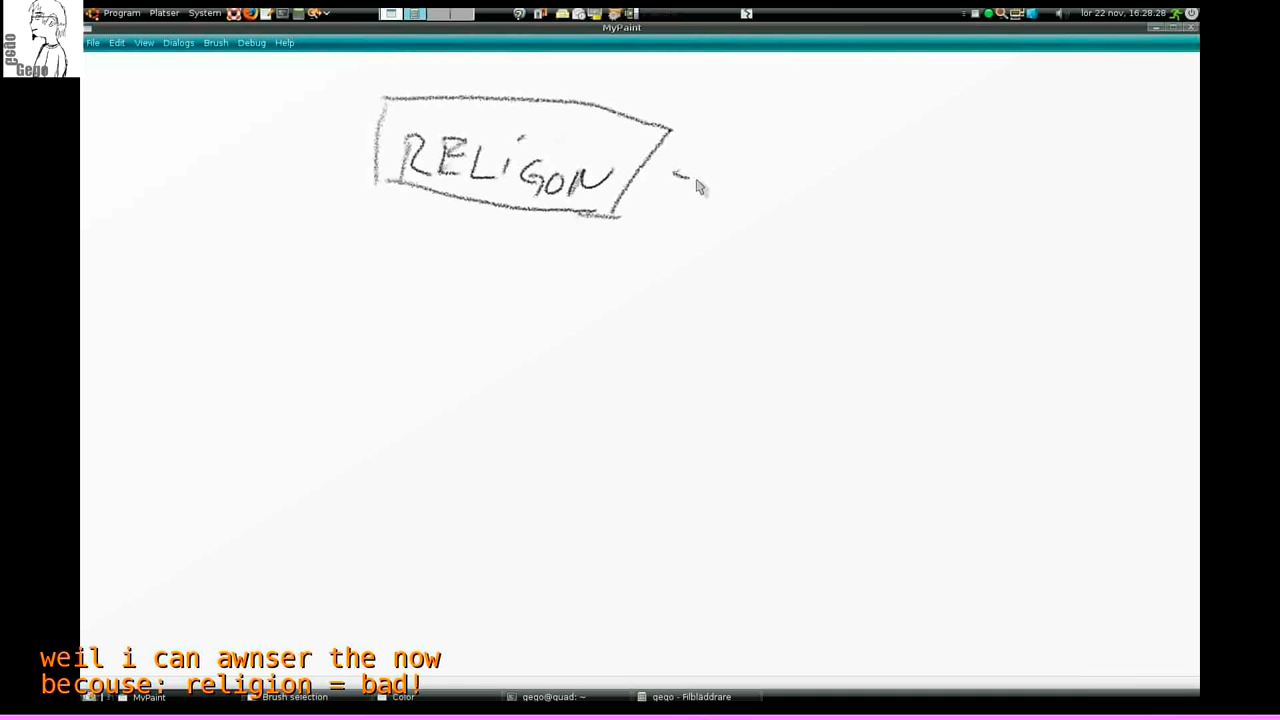 Program Platser System lör 22 nov, 16.28.28
MyPaint
File Edit View Dialogs Brush Debug Help
Gego
Gego
RELiGON
weil i can awnser the now
becouse: religion = bad!
MyPaint Brush selection Color gego@quad: ~ gego - Filbläddrare